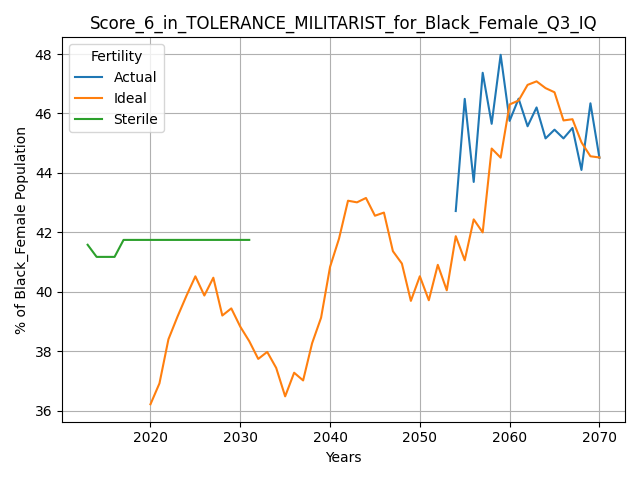 Score_6_in_TOLERANCE_MILITARIST_for_Black_Female_Q3_IQ
Fertility
Actual
Ideal
Sterile
% of Black_Female Population
48
46
44
42
40
38
36
2020 2030 2040 2050 2060 2070
Years